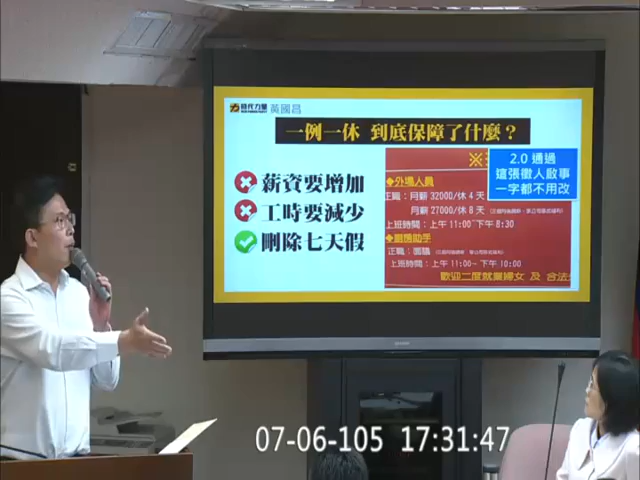 時代力量 黃國昌
一例一休 到底保障了什麼？
薪資要增加
工時要減少
刪除七天假
※
2.0 通過
這張徵人啟事
一字都不用改
◆外場人員
正職：月薪 32000/休 4 天
月薪 27000/休 8 天
上班時間：上午 11:00~下午 8:30
正職：面議
上班時間：上午 11:00~ 下午 10:00
歡迎二度就業婦女 及 合法
07-06-105 17:31:47